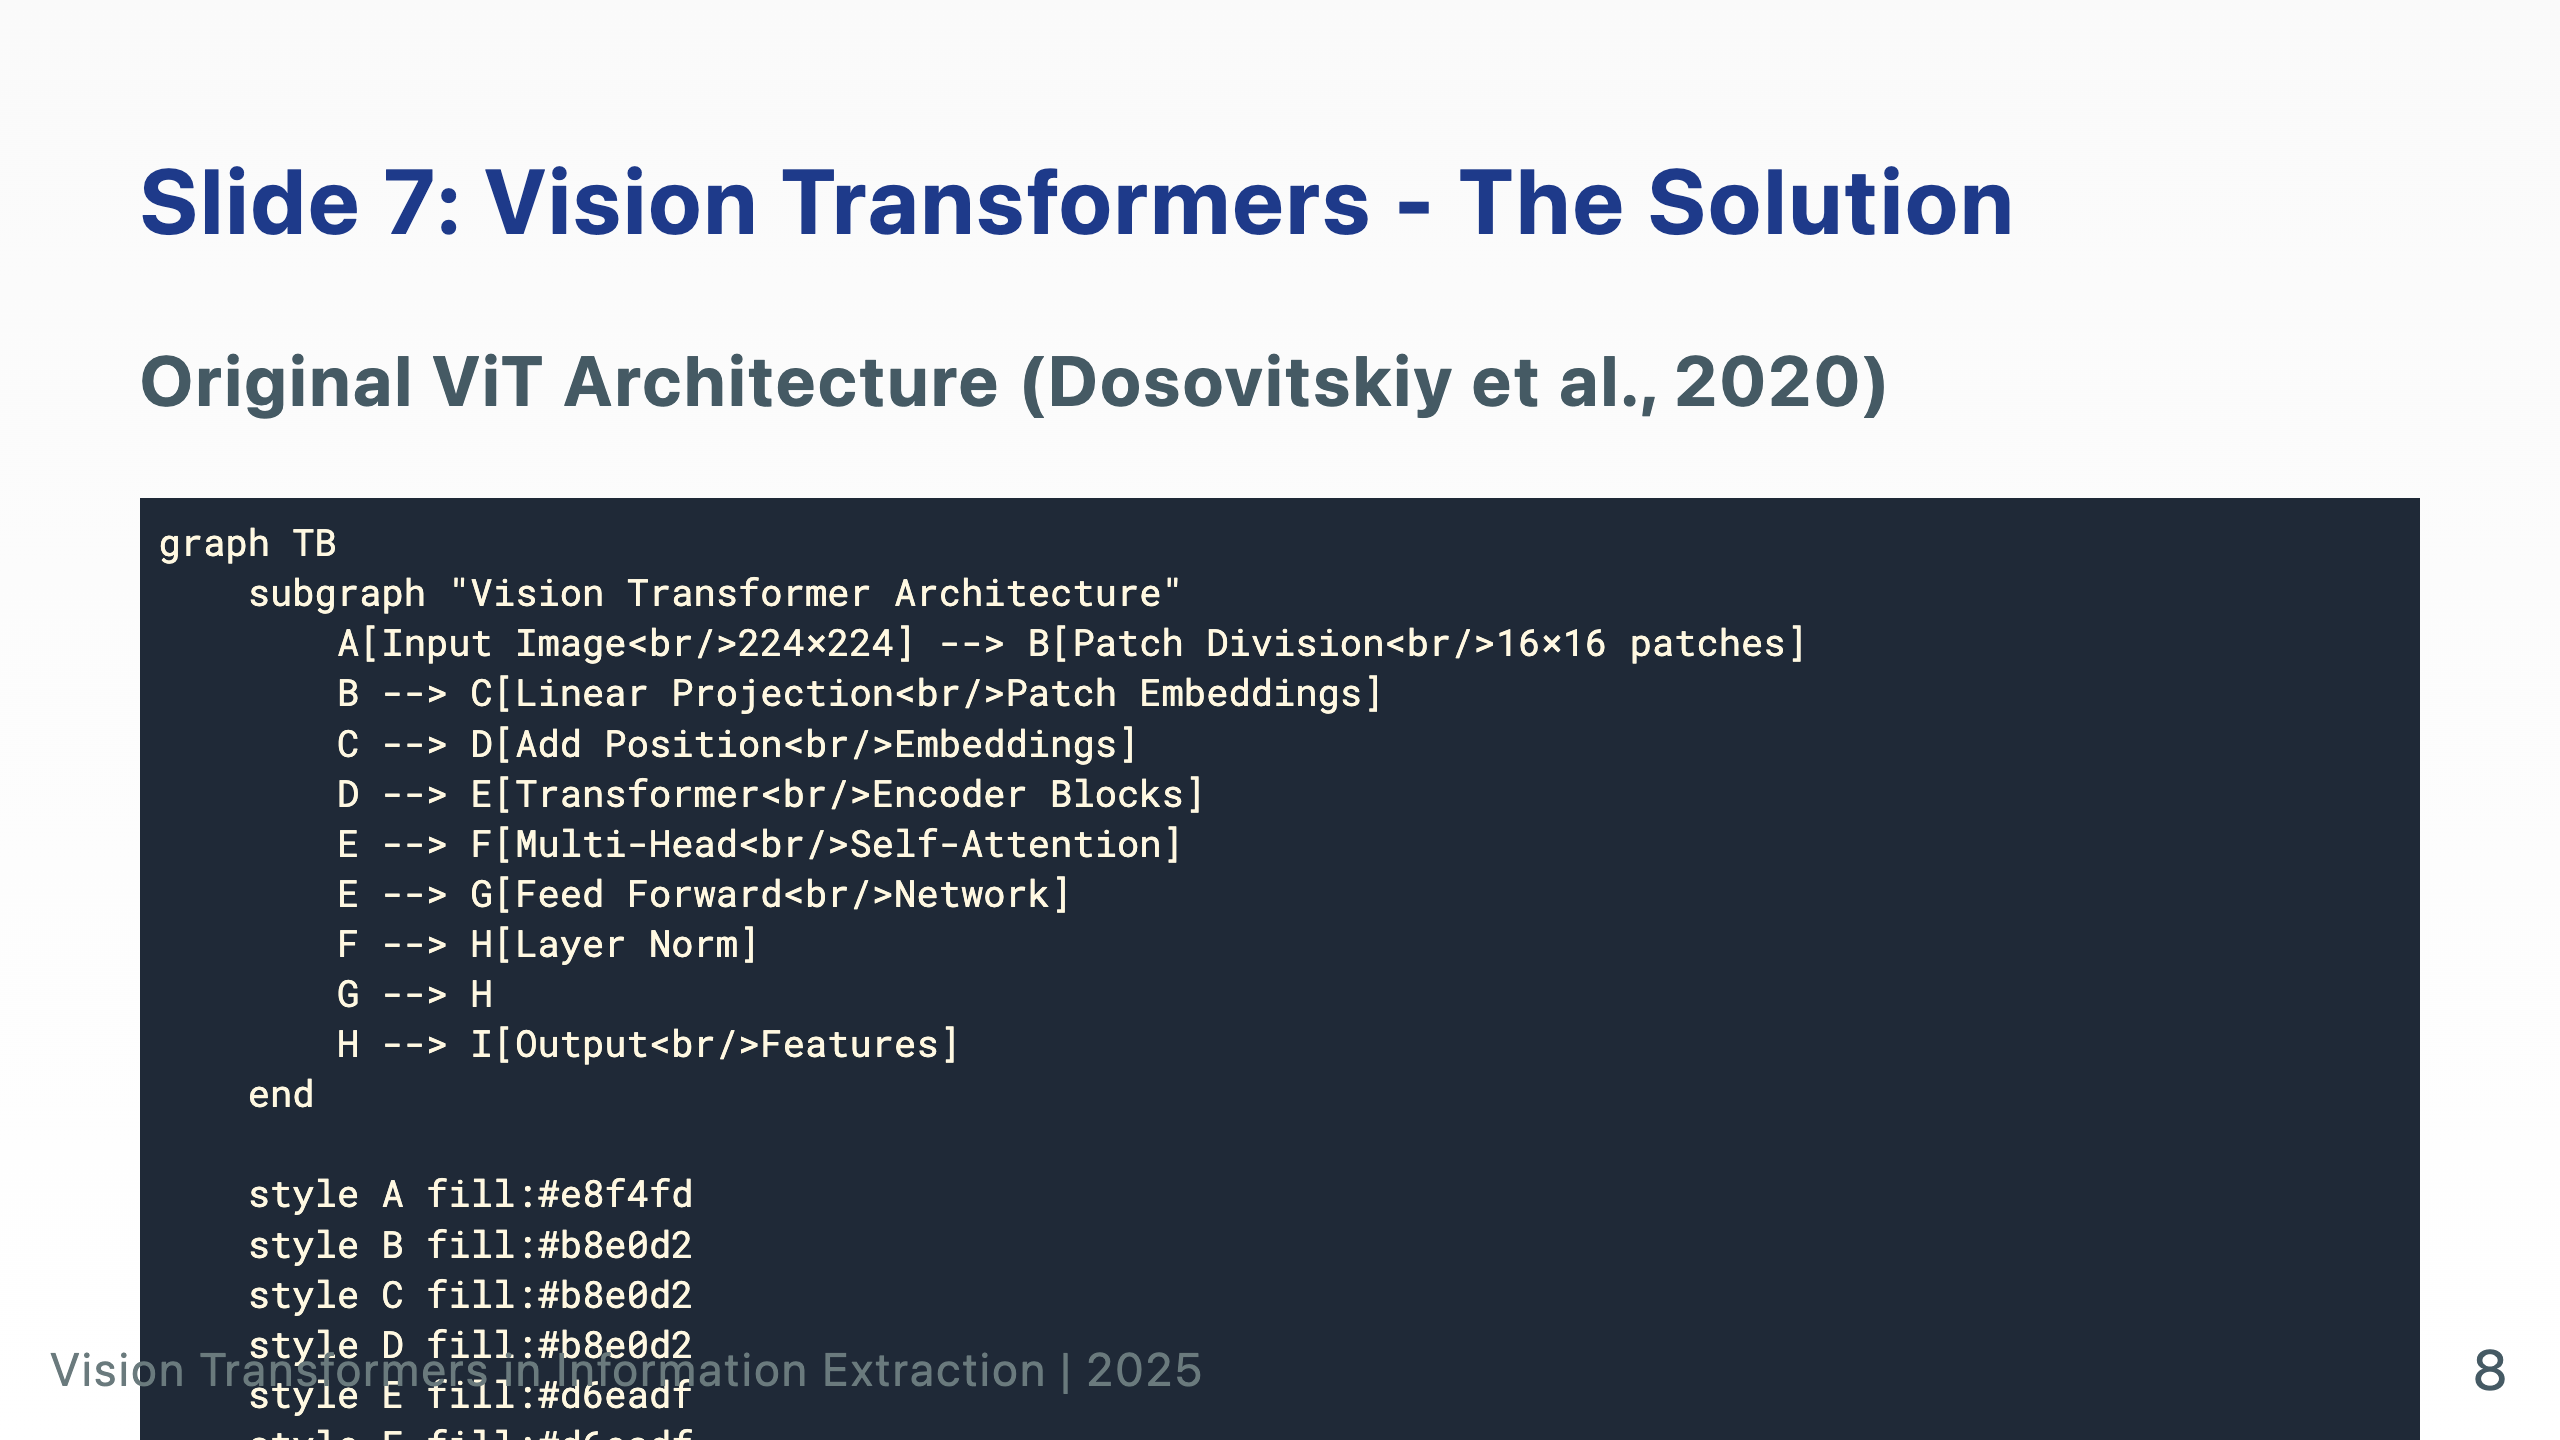 Slide 7: Vision Transformers - The Solution
Original ViT Architecture (Dosovitskiy et al., 2020)
graph TB
    subgraph "Vision Transformer Architecture"
        A[Input Image<br/>224×224] --> B[Patch Division<br/>16×16 patches]
        B --> C[Linear Projection<br/>Patch Embeddings]
        C --> D[Add Position<br/>Embeddings]
        D --> E[Transformer<br/>Encoder Blocks]
        E --> F[Multi-Head<br/>Self-Attention]
        E --> G[Feed Forward<br/>Network]
        F --> H[Layer Norm]
        G --> H
        H --> I[Output<br/>Features]
    end

    style A fill:#e8f4fd
    style B fill:#b8e0d2
    style C fill:#b8e0d2
    style D fill:#b8e0d2
    style E fill:#d6eadf
Vision Transformers in Information Extraction | 2025
8